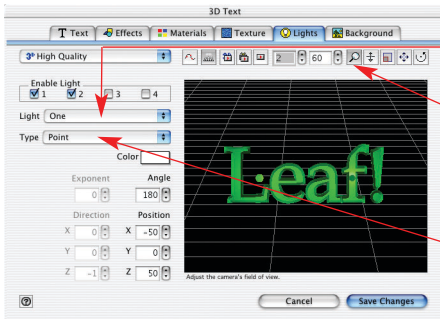 3D Text
Text Effects Materials Texture Lights Background
High Quality
2 60
Enable Light
1 2 3 4
Light One
Type Point
Color
Exponent Angle
0 180
Direction Position
X 0 X -50
Y 0 Y 0
Z -1 Z 50
Leaf!
Adjust the camera's field of view.
? Cancel Save Changes